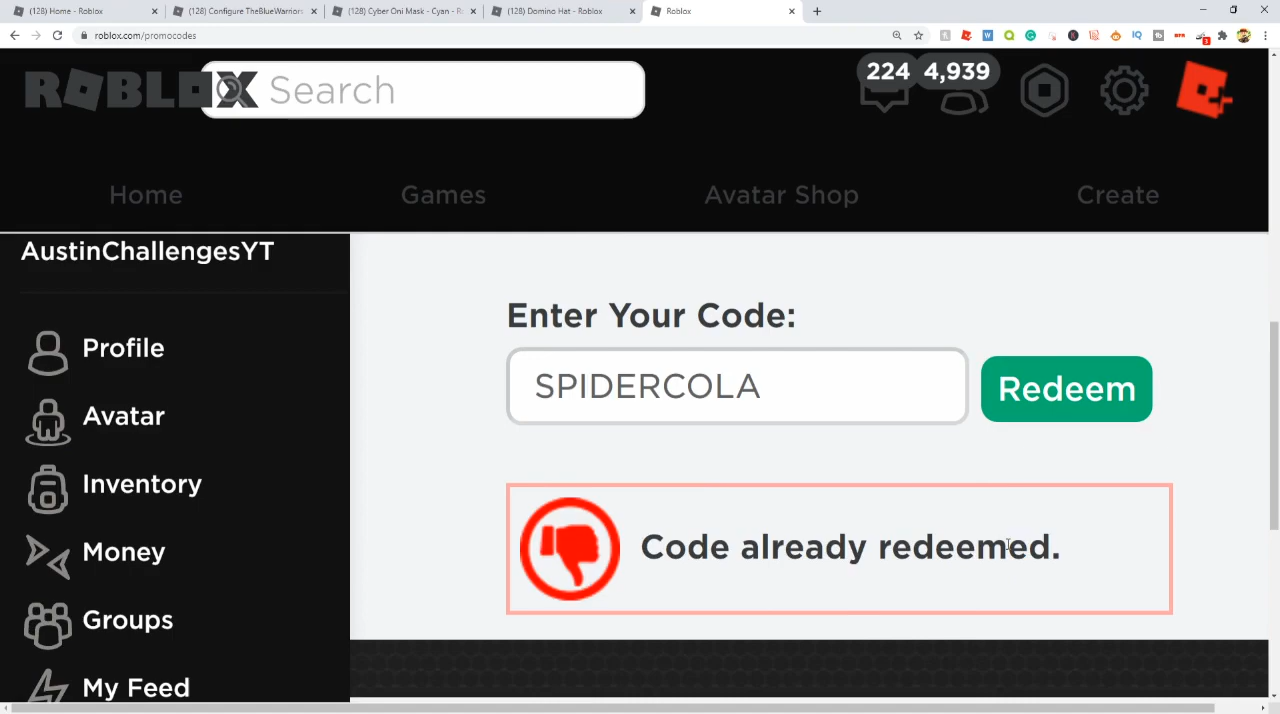 (128) Home - Roblox
(128) Configure TheBlueWarriors
(128) Cyber Oni Mask - Cyan - R
(128) Domino Hat - Roblox
Roblox
roblox.com/promocodes
ROBLOX
Search
224
4,939
Home
Games
Avatar Shop
Create
AustinChallengesYT
Profile
Avatar
Inventory
Money
Groups
My Feed
Enter Your Code:
SPIDERCOLA
Redeem
Code already redeemed.